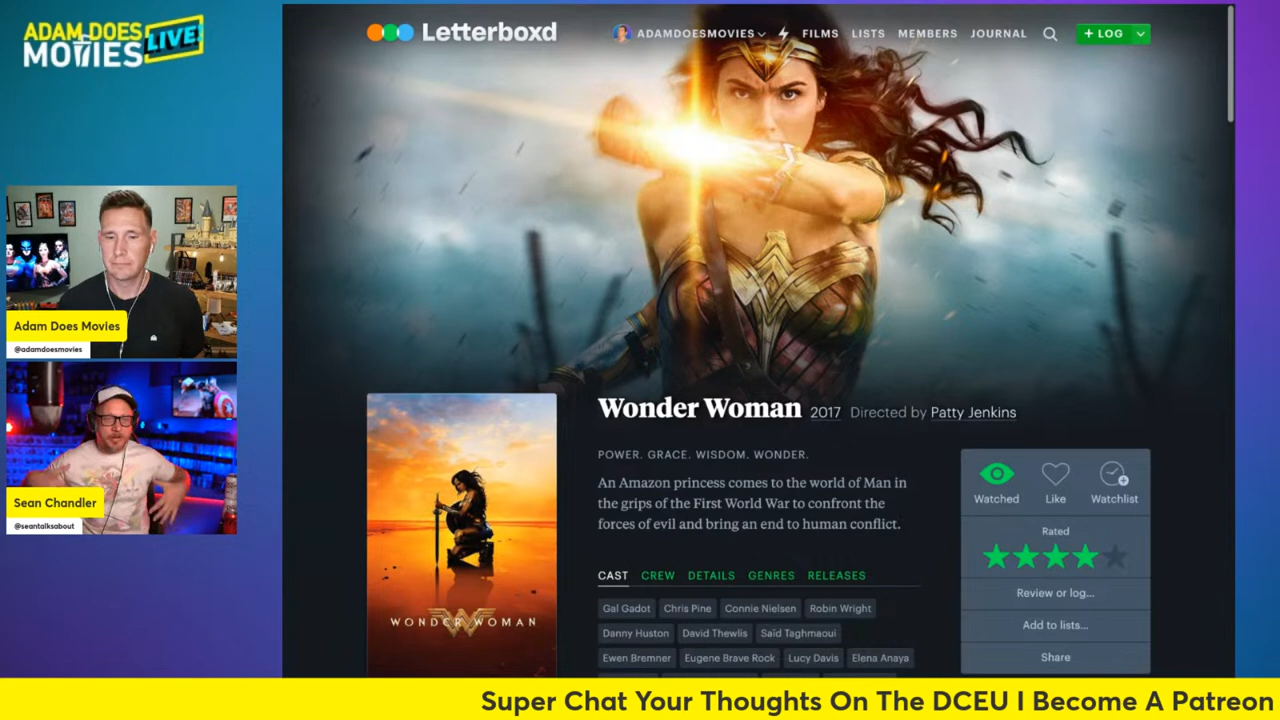 ADAM DOES
MOVIES LIVE!
Letterboxd
ADAMDOESMOVIES FILMS LISTS MEMBERS JOURNAL + LOG
Adam Does Movies
@adamdoesmovies
Sean Chandler
@seantalksabout
Wonder Woman 2017 Directed by Patty Jenkins
POWER. GRACE. WISDOM. WONDER.
An Amazon princess comes to the world of Man in
the grips of the First World War to confront the
forces of evil and bring an end to human conflict.
CAST CREW DETAILS GENRES RELEASES
Gal Gadot Chris Pine Connie Nielsen Robin Wright
Danny Huston David Thewlis Saïd Taghmaoui
Ewen Bremner Eugene Brave Rock Lucy Davis Elena Anaya
WONDER WOMAN
Watched Like Watchlist
Rated
Review or log...
Add to lists...
Share
Super Chat Your Thoughts On The DCEU I Become A Patreon